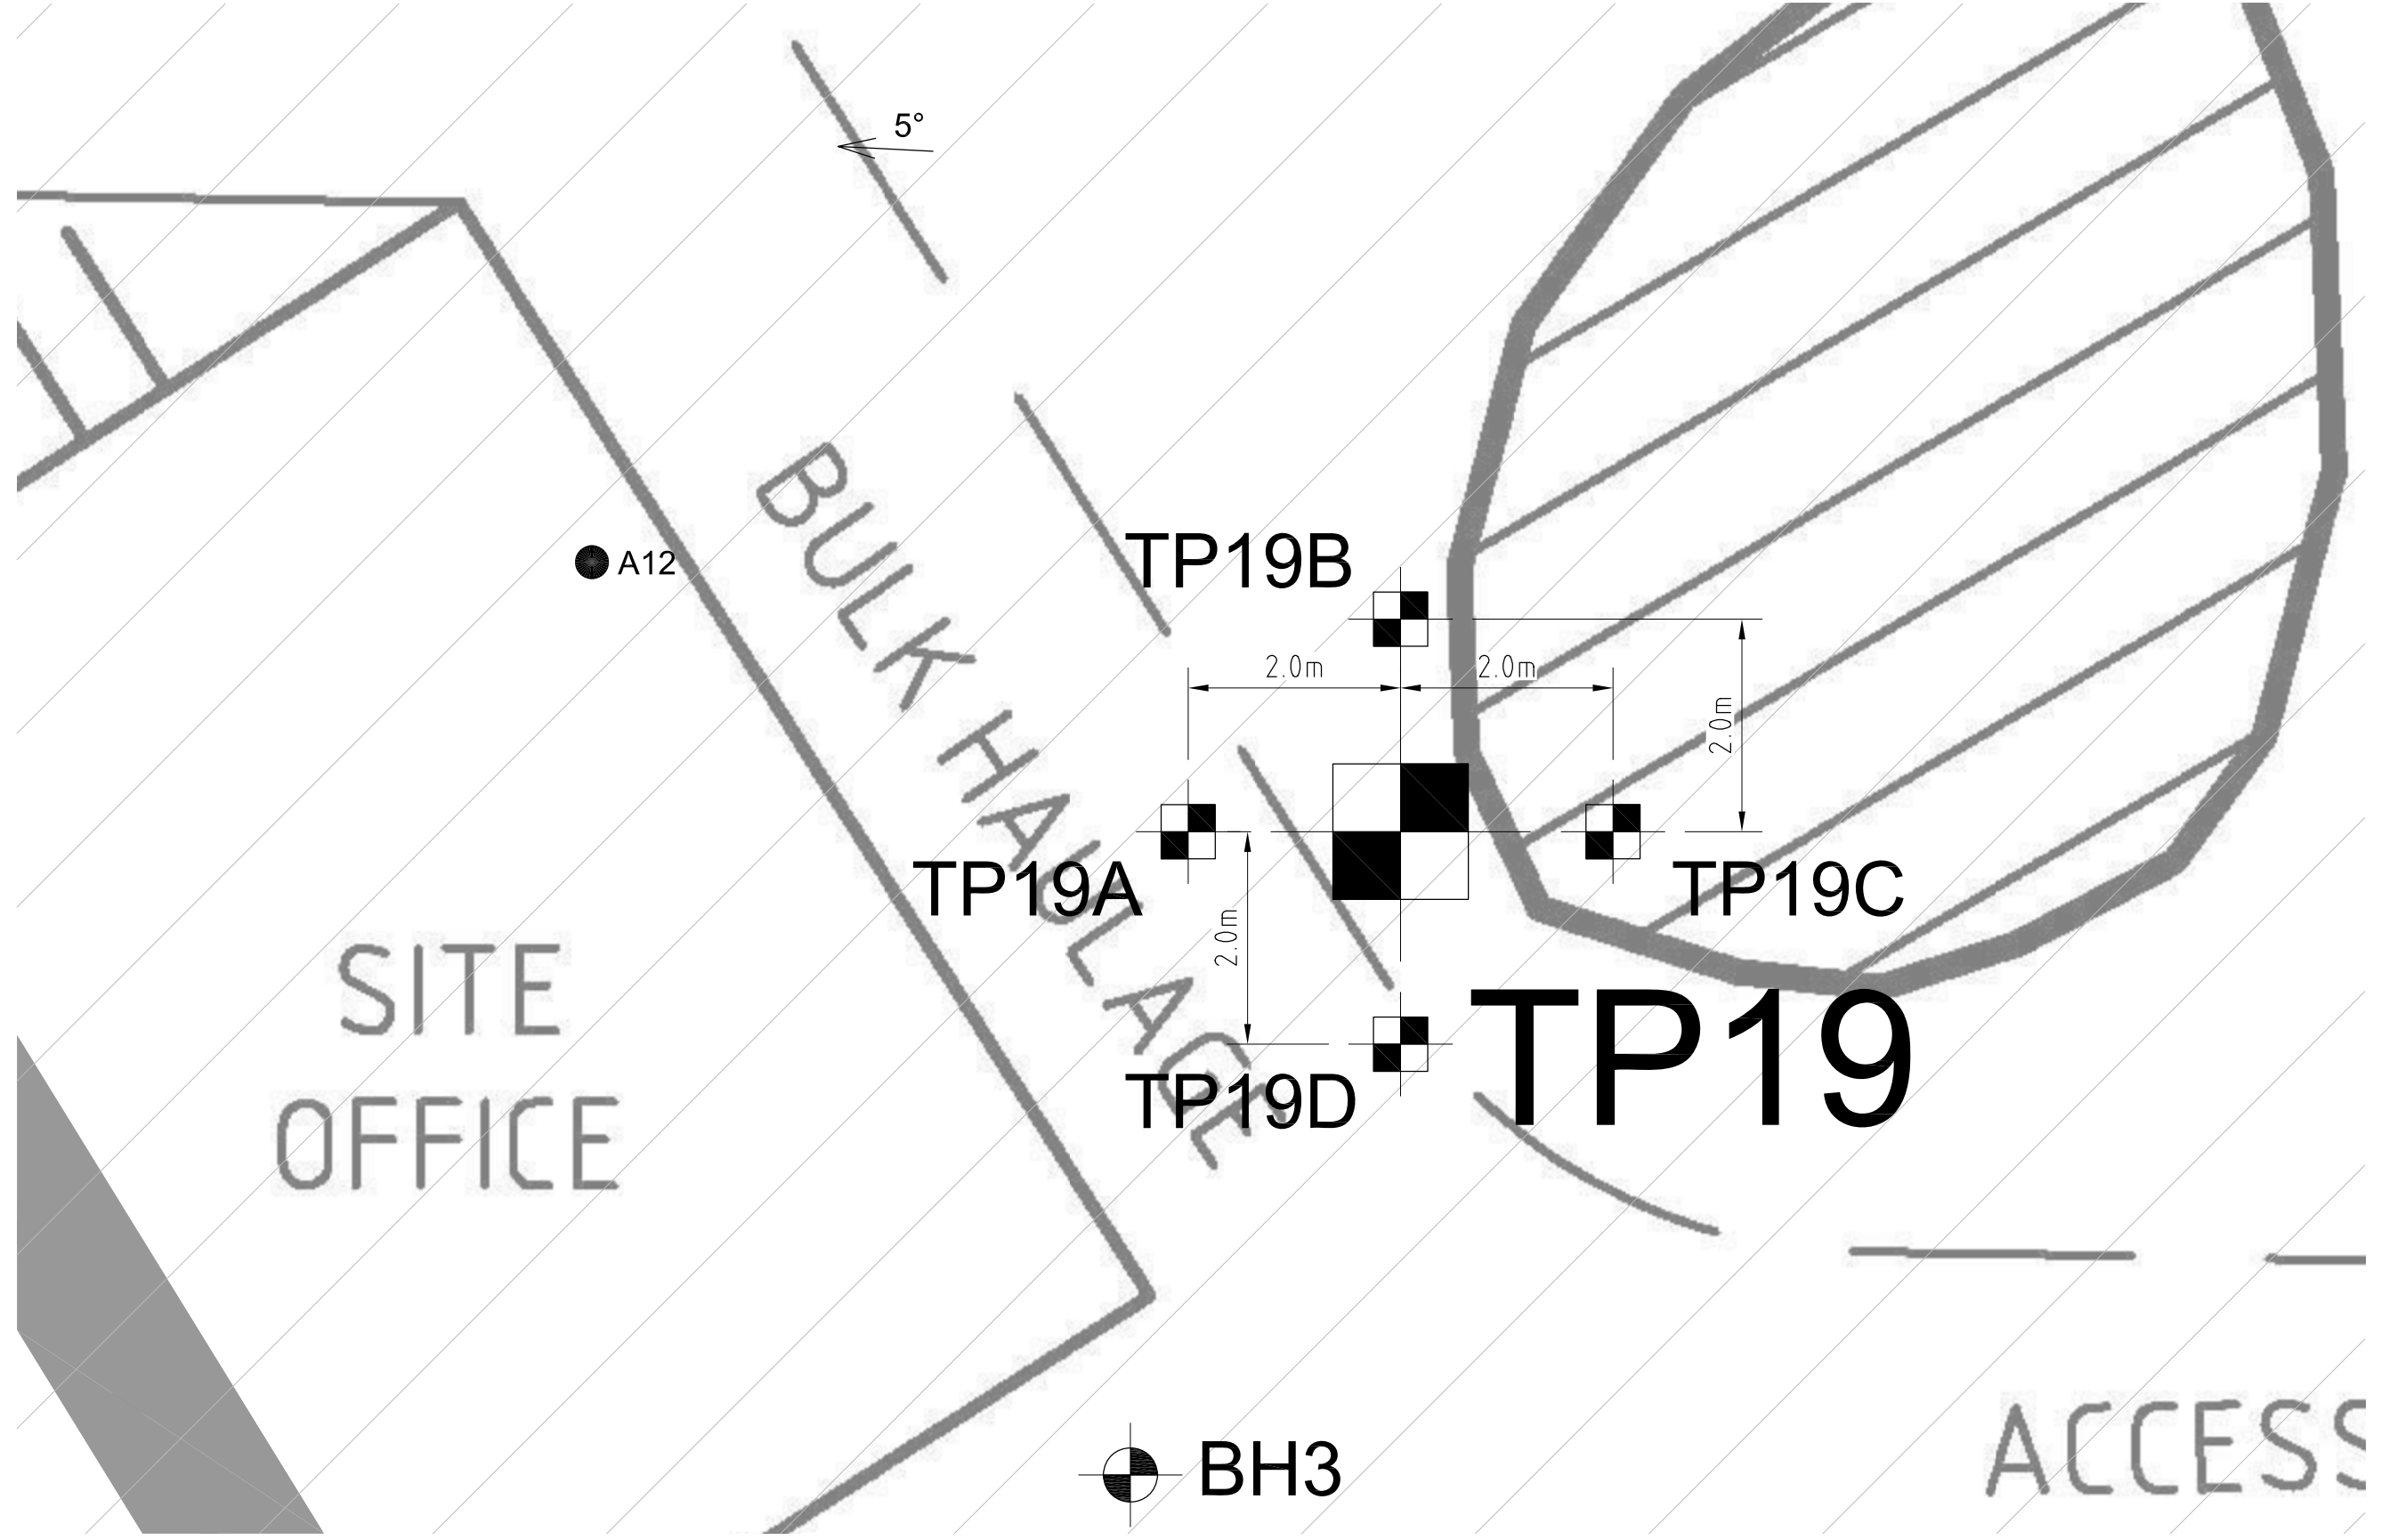 5°
A12
BULK HAULAGE
TP19B
2.0m
2.0m
2.0m
TP19A
TP19C
2.0m
SITE
OFFICE
TP19
TP19D
BH3
ACCESS